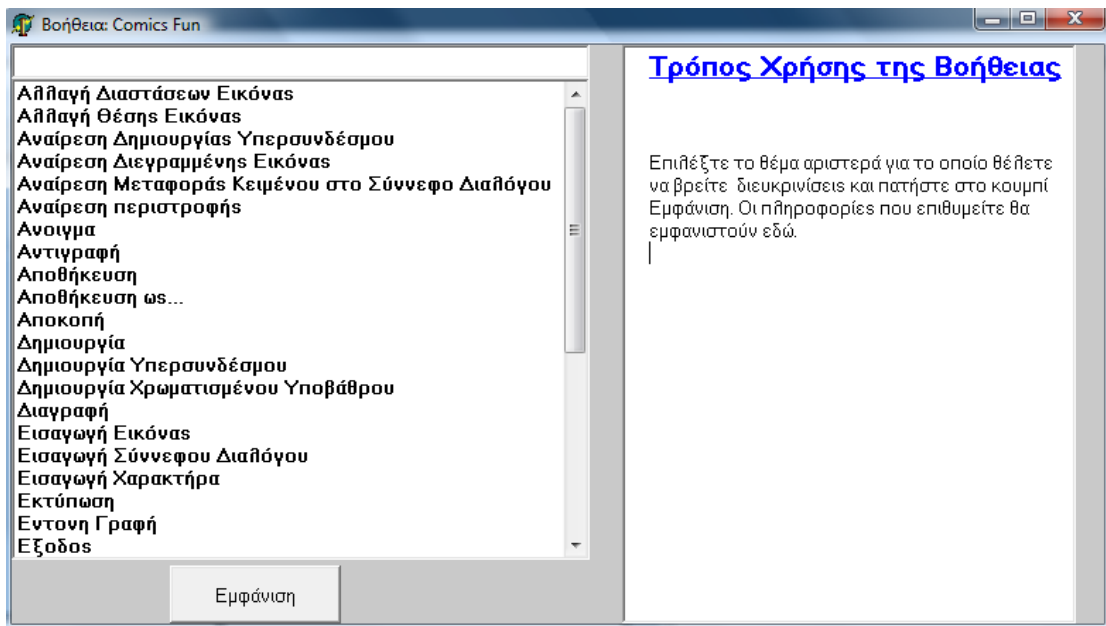 Βοήθεια: Comics Fun
Αλλαγή Διαστάσεων Εικόνας
Αλλαγή Θέσης Εικόνας
Αναίρεση Δημιουργίας Υπερσυνδέσμου
Αναίρεση Διεγραμμένης Εικόνας
Αναίρεση Μεταφοράς Κειμένου στο Σύννεφο Διαλόγου
Αναίρεση περιστροφής
Ανοιγμα
Αντιγραφή
Αποθήκευση
Αποθήκευση ως...
Αποκοπή
Δημιουργία
Δημιουργία Υπερσυνδέσμου
Δημιουργία Χρωματισμένου Υποβάθρου
Διαγραφή
Εισαγωγή Εικόνας
Εισαγωγή Σύννεφου Διαλόγου
Εισαγωγή Χαρακτήρα
Εκτύπωση
Εντονη Γραφή
Εξοδος
Εμφάνιση
Τρόπος Χρήσης της Βοήθειας
Επιλέξτε το θέμα αριστερά για το οποίο θέλετε
να βρείτε διευκρινίσεις και πατήστε στο κουμπί
Εμφάνιση. Οι πληροφορίες που επιθυμείτε θα
εμφανιστούν εδώ.